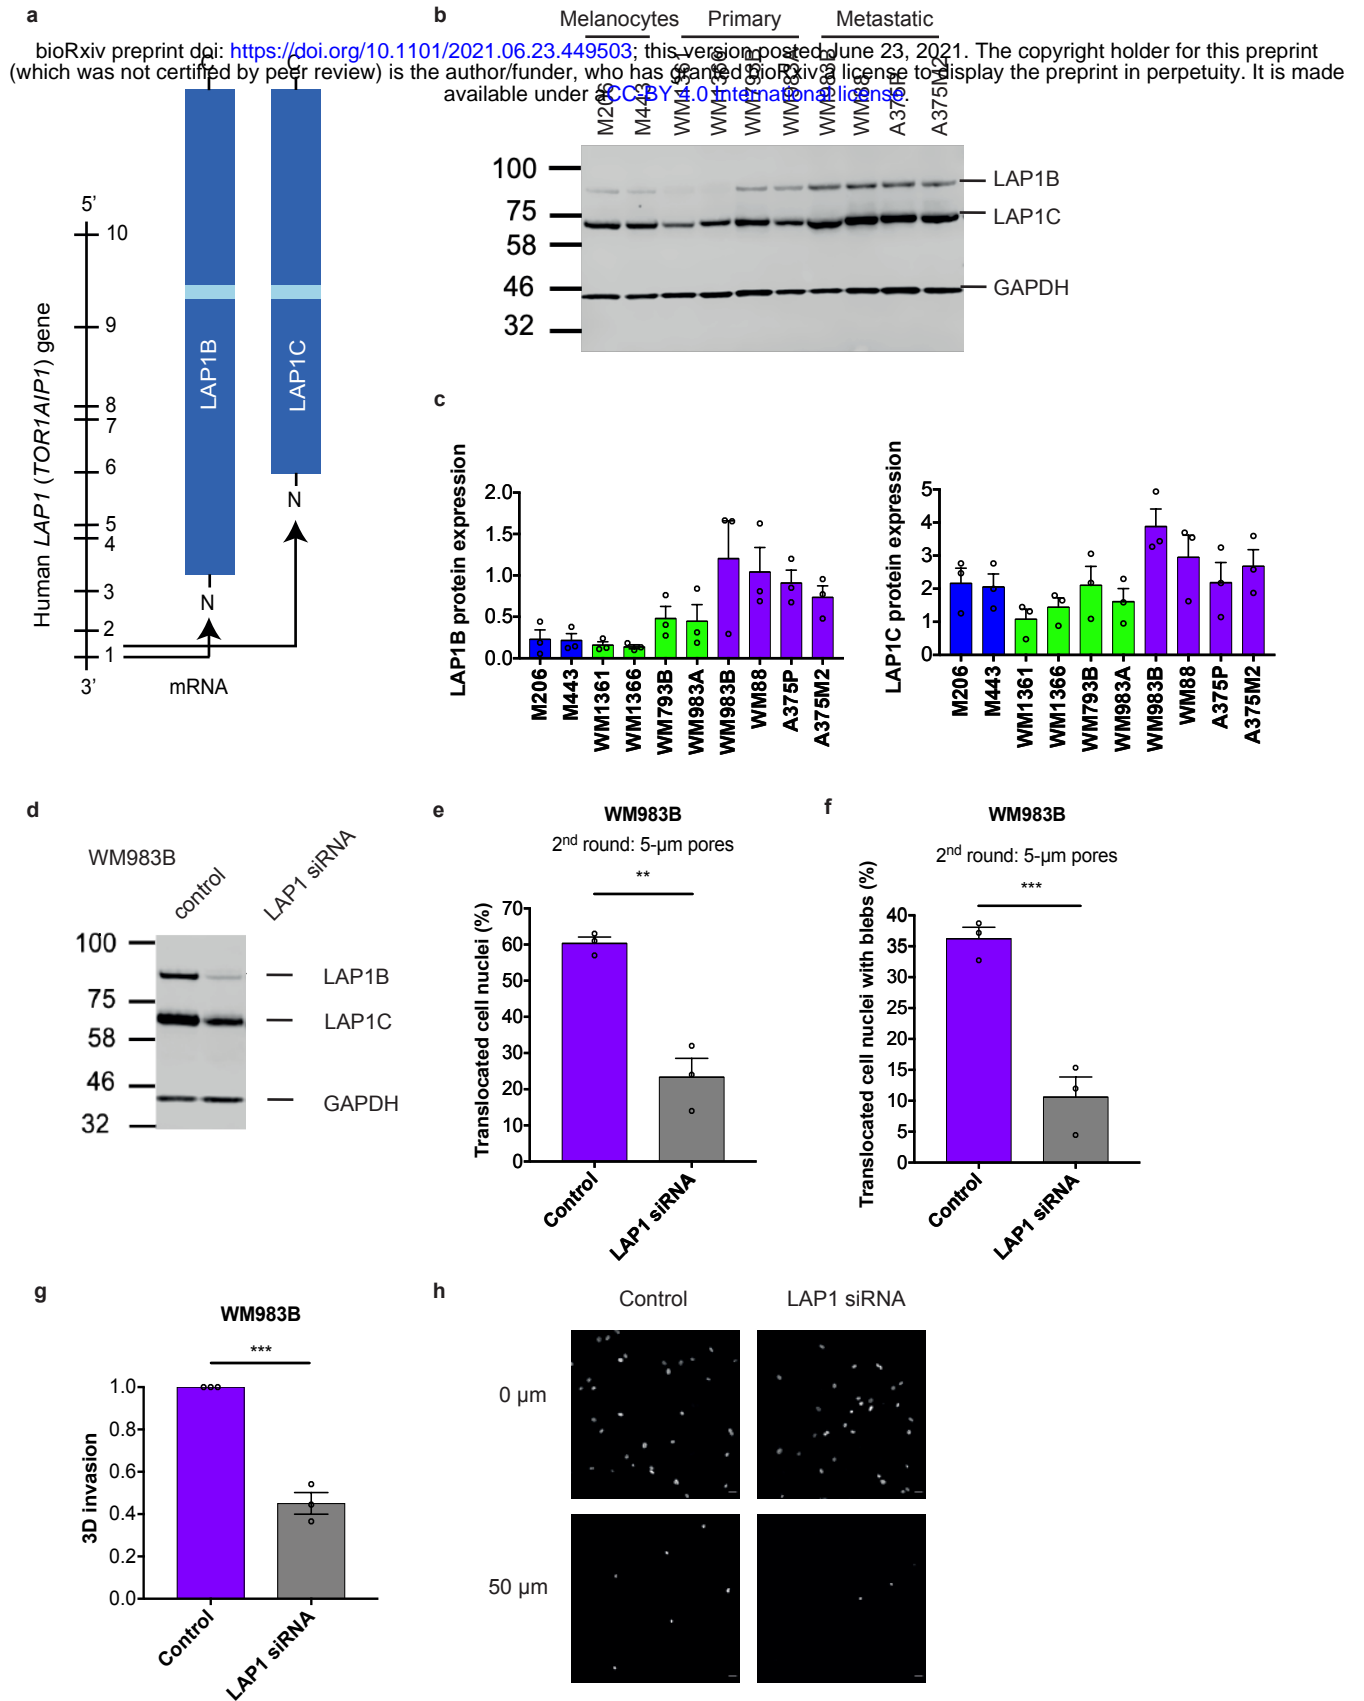 a
b
Melanocytes Primary Metastatic
bioRxiv preprint doi: https://doi.org/10.1101/2021.06.23.449503; this version posted June 23, 2021. The copyright holder for this preprint
(which was not certified by peer review) is the author/funder, who has granted bioRxiv a license to display the preprint in perpetuity. It is made
available under aCC-BY 4.0 International license.
M206
M443
WM1361
WM1366
WM793B
WM983A
WM983B
WM88
A375P
A375M2
C
C
LAP1B
LAP1C
N
N
5'
10
9
8
7
6
5
4
3
2
1
3'
mRNA
Human LAP1 (TOR1AIP1) gene
100
75
58
46
32
LAP1B
LAP1C
GAPDH
c
LAP1B protein expression
2.0
1.5
1.0
0.5
0.0
M206
M443
WM1361
WM1366
WM793B
WM983A
WM983B
WM88
A375P
A375M2
LAP1C protein expression
5
4
3
2
1
0
M206
M443
WM1361
WM1366
WM793B
WM983A
WM983B
WM88
A375P
A375M2
d
WM983B
control
LAP1 siRNA
100
75
58
46
32
LAP1B
LAP1C
GAPDH
e
WM983B
2nd round: 5-µm pores
**
Translocated cell nuclei (%)
70
60
50
40
30
20
10
0
Control
LAP1 siRNA
f
WM983B
2nd round: 5-µm pores
***
Translocated cell nuclei with blebs (%)
40
35
30
25
20
15
10
5
0
Control
LAP1 siRNA
g
WM983B
***
3D invasion
1.0
0.8
0.6
0.4
0.2
0.0
Control
LAP1 siRNA
h
Control LAP1 siRNA
0 µm
50 µm